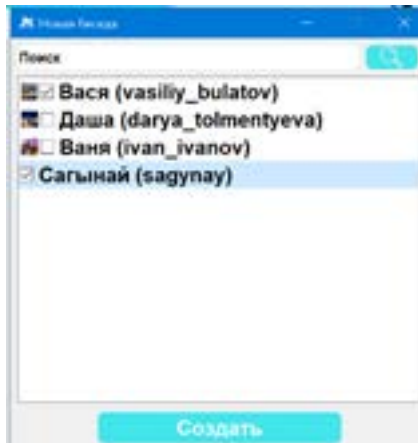 Новая беседа
Поиск
Вася (vasiliy_bulatov)
Даша (darya_tolmentyeva)
Ваня (ivan_ivanov)
Сагынай (sagynay)
Создать